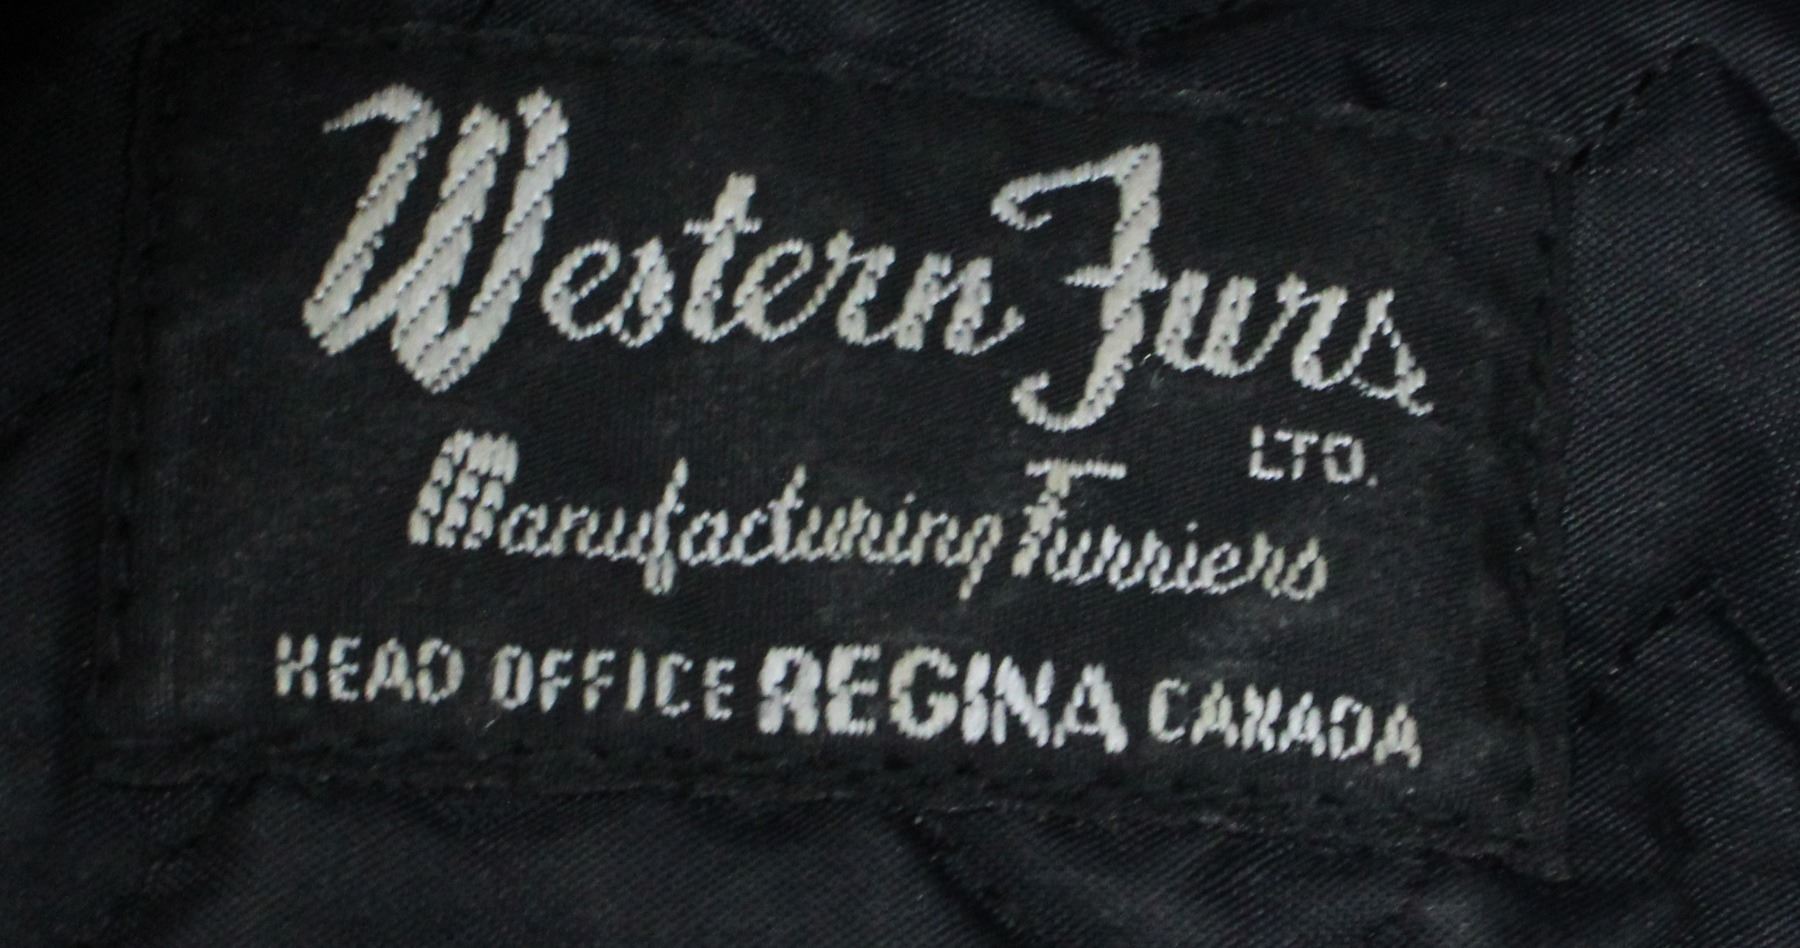 Western Furs
LTD.
Manufacturing Furriers
HEAD OFFICE REGINA CANADA